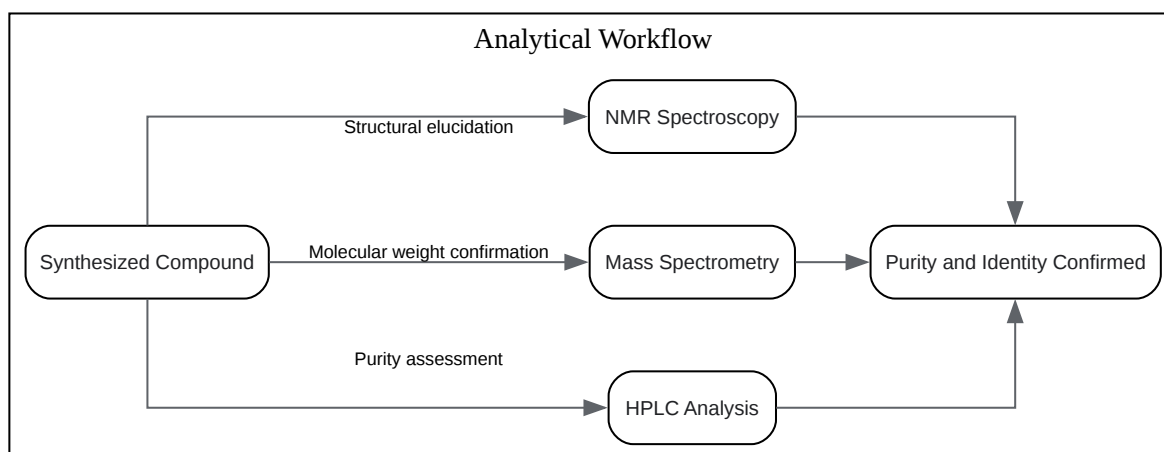 Analytical Workflow
NMR Spectroscopy
Structural elucidation
Synthesized Compound
Molecular weight confirmation
Mass Spectrometry
Purity and Identity Confirmed
Purity assessment
HPLC Analysis